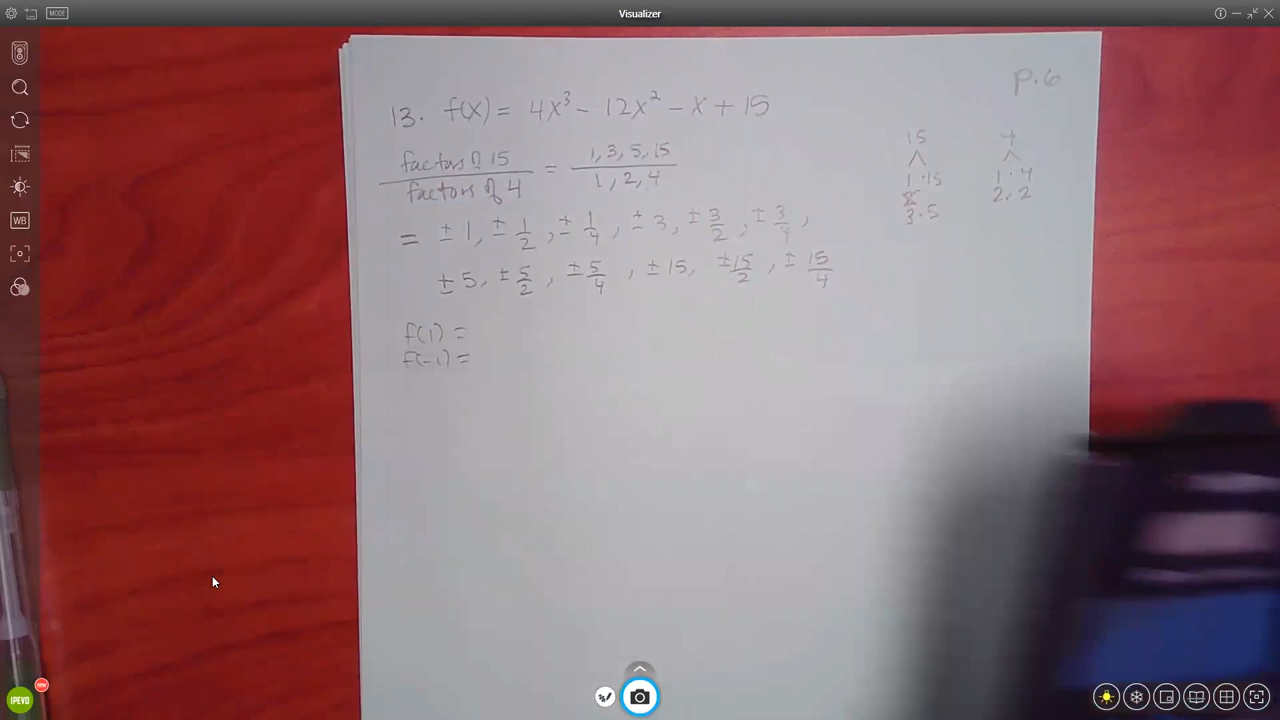 MODE
Visualizer
p.6
13. f(x) = 4x³ - 12x² - x + 15
factors of 15 / factors of 4 = 1, 3, 5, 15 / 1, 2, 4
15
1 · 15
3 · 5
4
1 · 4
2, 2
= ± 1, ± 1/2, ± 1/4, ± 3, ± 3/2, ± 3/4,
± 5, ± 5/2, ± 5/4, ± 15, ± 15/2, ± 15/4
f(1) =
f(-1) =
WB
IPEVO
new